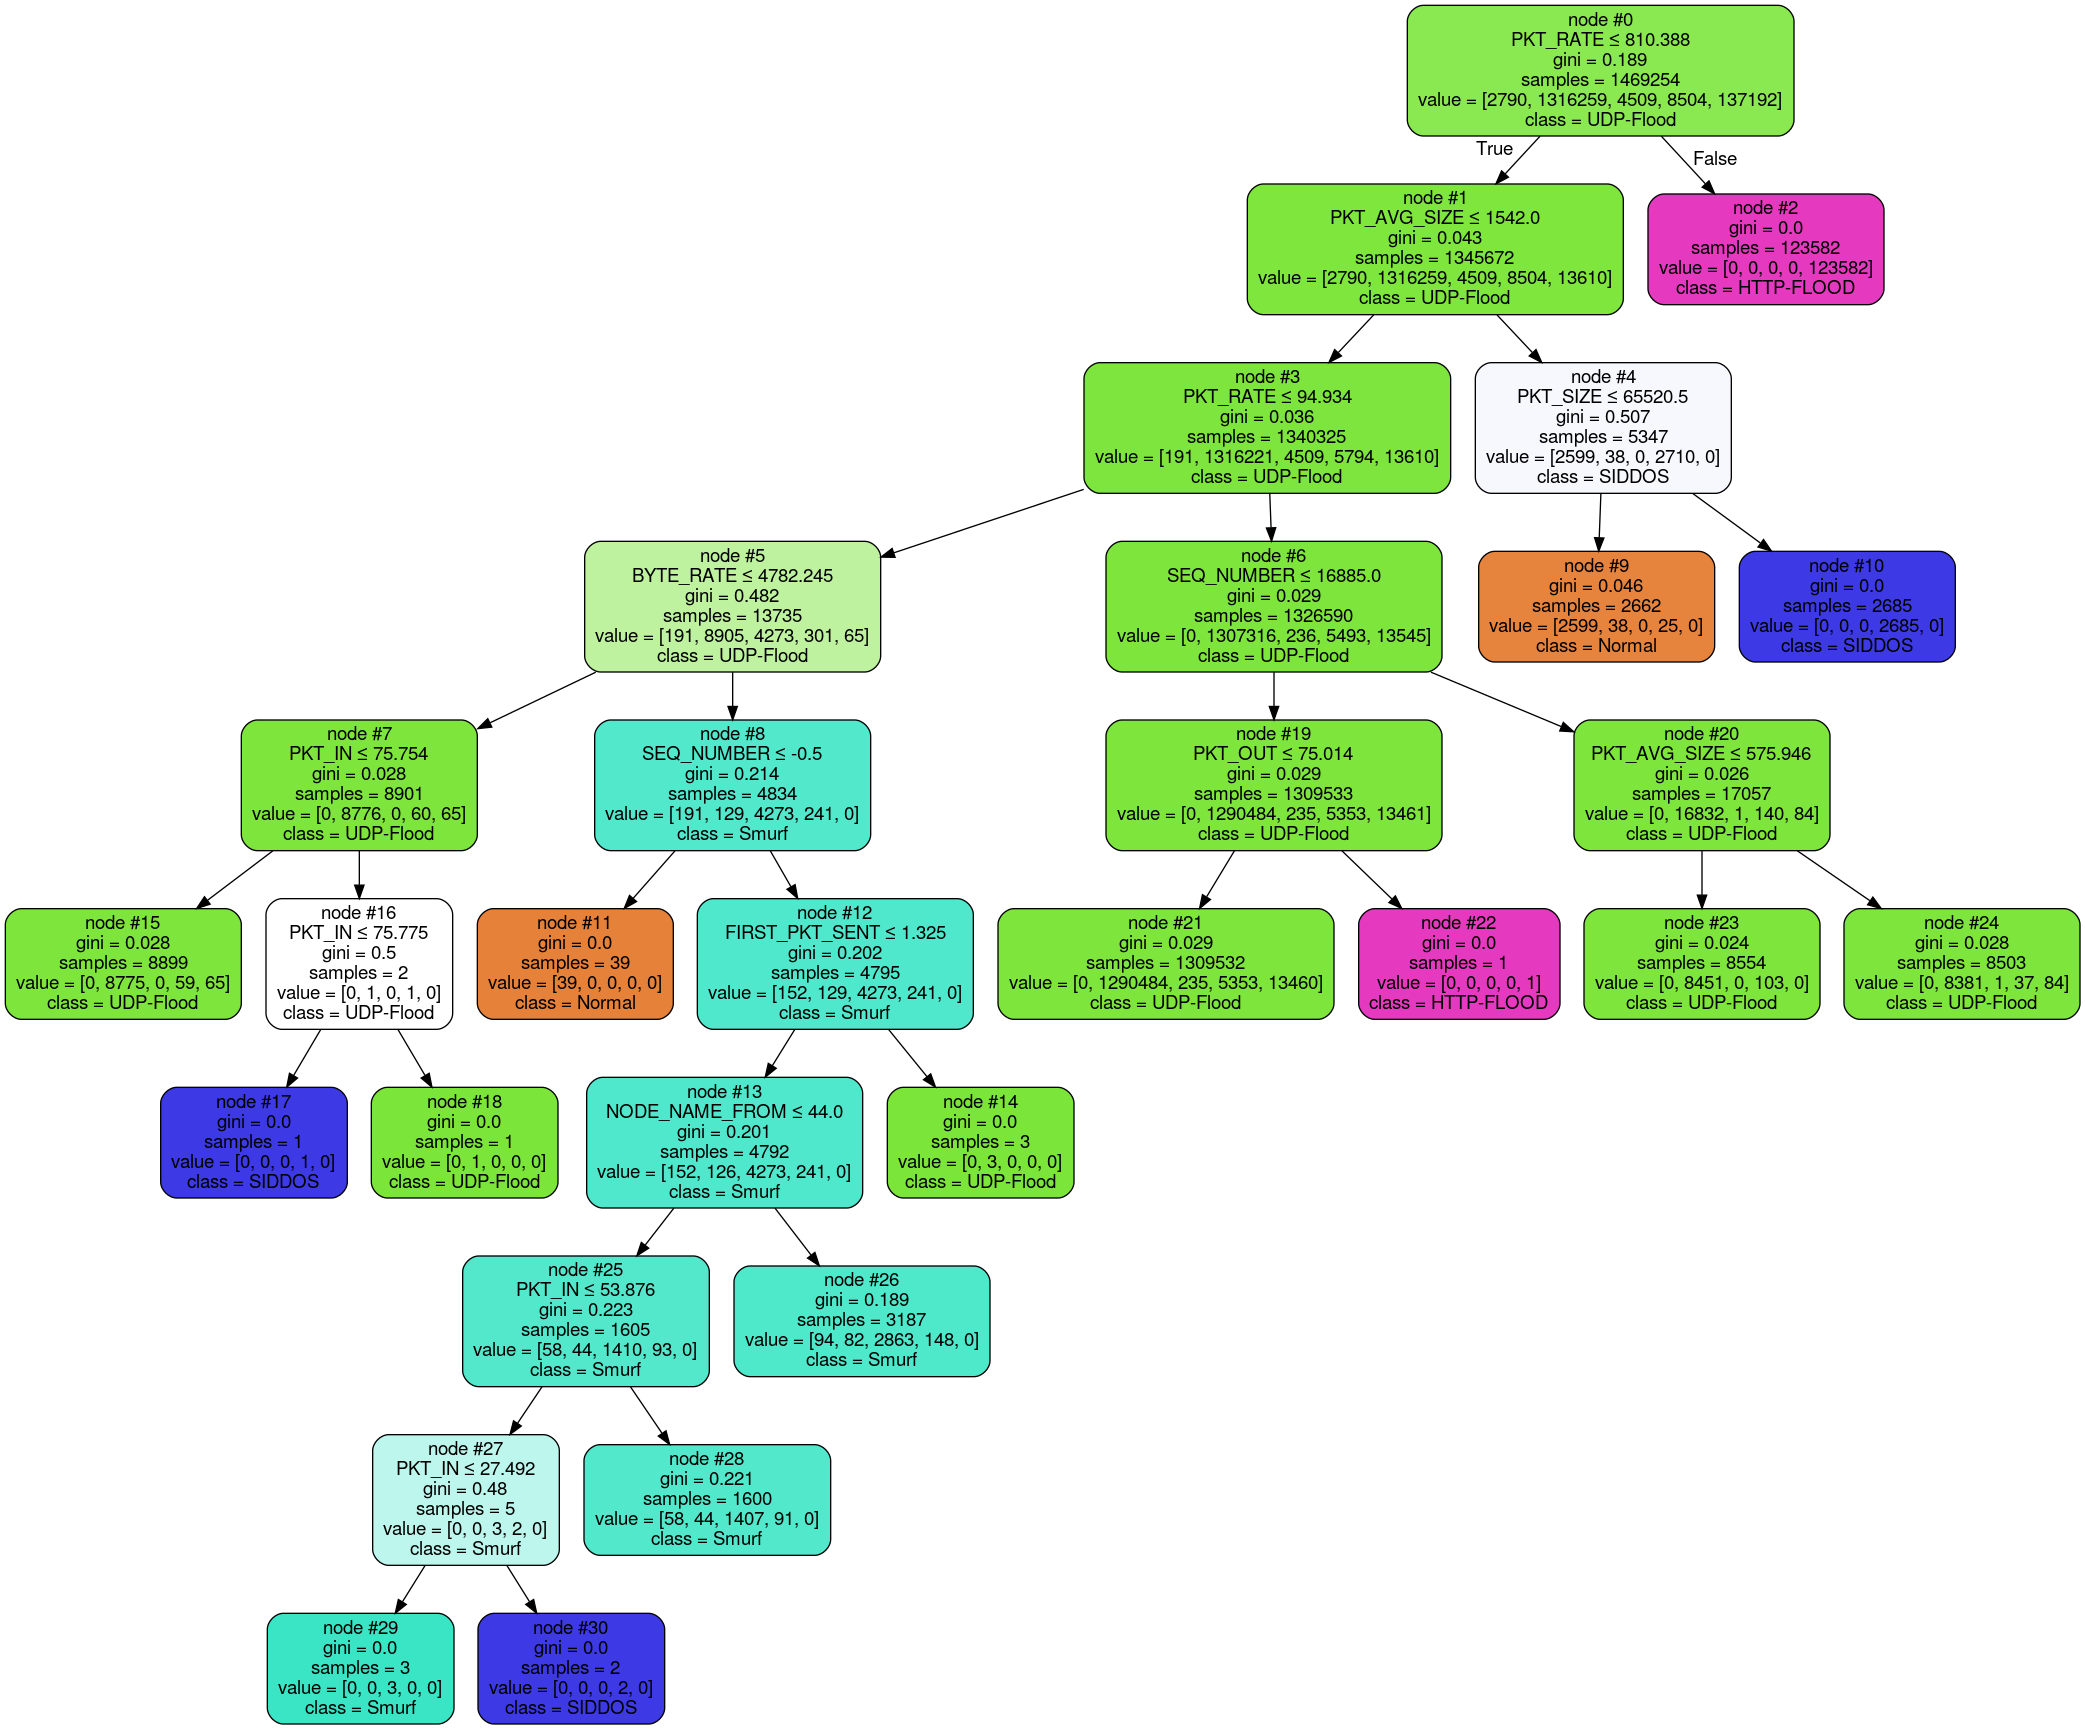 node #0
PKT_RATE ≤ 810.388
gini = 0.189
samples = 1469254
value = [2790, 1316259, 4509, 8504, 137192]
class = UDP-Flood
True
False
node #1
PKT_AVG_SIZE ≤ 1542.0
gini = 0.043
samples = 1345672
value = [2790, 1316259, 4509, 8504, 13610]
class = UDP-Flood
node #2
gini = 0.0
samples = 123582
value = [0, 0, 0, 0, 123582]
class = HTTP-FLOOD
node #3
PKT_RATE ≤ 94.934
gini = 0.036
samples = 1340325
value = [191, 1316221, 4509, 5794, 13610]
class = UDP-Flood
node #4
PKT_SIZE ≤ 65520.5
gini = 0.507
samples = 5347
value = [2599, 38, 0, 2710, 0]
class = SIDDOS
node #5
BYTE_RATE ≤ 4782.245
gini = 0.482
samples = 13735
value = [191, 8905, 4273, 301, 65]
class = UDP-Flood
node #6
SEQ_NUMBER ≤ 16885.0
gini = 0.029
samples = 1326590
value = [0, 1307316, 236, 5493, 13545]
class = UDP-Flood
node #9
gini = 0.046
samples = 2662
value = [2599, 38, 0, 25, 0]
class = Normal
node #10
gini = 0.0
samples = 2685
value = [0, 0, 0, 2685, 0]
class = SIDDOS
node #7
PKT_IN ≤ 75.754
gini = 0.028
samples = 8901
value = [0, 8776, 0, 60, 65]
class = UDP-Flood
node #8
SEQ_NUMBER ≤ -0.5
gini = 0.214
samples = 4834
value = [191, 129, 4273, 241, 0]
class = Smurf
node #19
PKT_OUT ≤ 75.014
gini = 0.029
samples = 1309533
value = [0, 1290484, 235, 5353, 13461]
class = UDP-Flood
node #20
PKT_AVG_SIZE ≤ 575.946
gini = 0.026
samples = 17057
value = [0, 16832, 1, 140, 84]
class = UDP-Flood
node #15
gini = 0.028
samples = 8899
value = [0, 8775, 0, 59, 65]
class = UDP-Flood
node #16
PKT_IN ≤ 75.775
gini = 0.5
samples = 2
value = [0, 1, 0, 1, 0]
class = UDP-Flood
node #11
gini = 0.0
samples = 39
value = [39, 0, 0, 0, 0]
class = Normal
node #12
FIRST_PKT_SENT ≤ 1.325
gini = 0.202
samples = 4795
value = [152, 129, 4273, 241, 0]
class = Smurf
node #21
gini = 0.029
samples = 1309532
value = [0, 1290484, 235, 5353, 13460]
class = UDP-Flood
node #22
gini = 0.0
samples = 1
value = [0, 0, 0, 0, 1]
class = HTTP-FLOOD
node #23
gini = 0.024
samples = 8554
value = [0, 8451, 0, 103, 0]
class = UDP-Flood
node #24
gini = 0.028
samples = 8503
value = [0, 8381, 1, 37, 84]
class = UDP-Flood
node #17
gini = 0.0
samples = 1
value = [0, 0, 0, 1, 0]
class = SIDDOS
node #18
gini = 0.0
samples = 1
value = [0, 1, 0, 0, 0]
class = UDP-Flood
node #13
NODE_NAME_FROM ≤ 44.0
gini = 0.201
samples = 4792
value = [152, 126, 4273, 241, 0]
class = Smurf
node #14
gini = 0.0
samples = 3
value = [0, 3, 0, 0, 0]
class = UDP-Flood
node #25
PKT_IN ≤ 53.876
gini = 0.223
samples = 1605
value = [58, 44, 1410, 93, 0]
class = Smurf
node #26
gini = 0.189
samples = 3187
value = [94, 82, 2863, 148, 0]
class = Smurf
node #27
PKT_IN ≤ 27.492
gini = 0.48
samples = 5
value = [0, 0, 3, 2, 0]
class = Smurf
node #28
gini = 0.221
samples = 1600
value = [58, 44, 1407, 91, 0]
class = Smurf
node #29
gini = 0.0
samples = 3
value = [0, 0, 3, 0, 0]
class = Smurf
node #30
gini = 0.0
samples = 2
value = [0, 0, 0, 2, 0]
class = SIDDOS